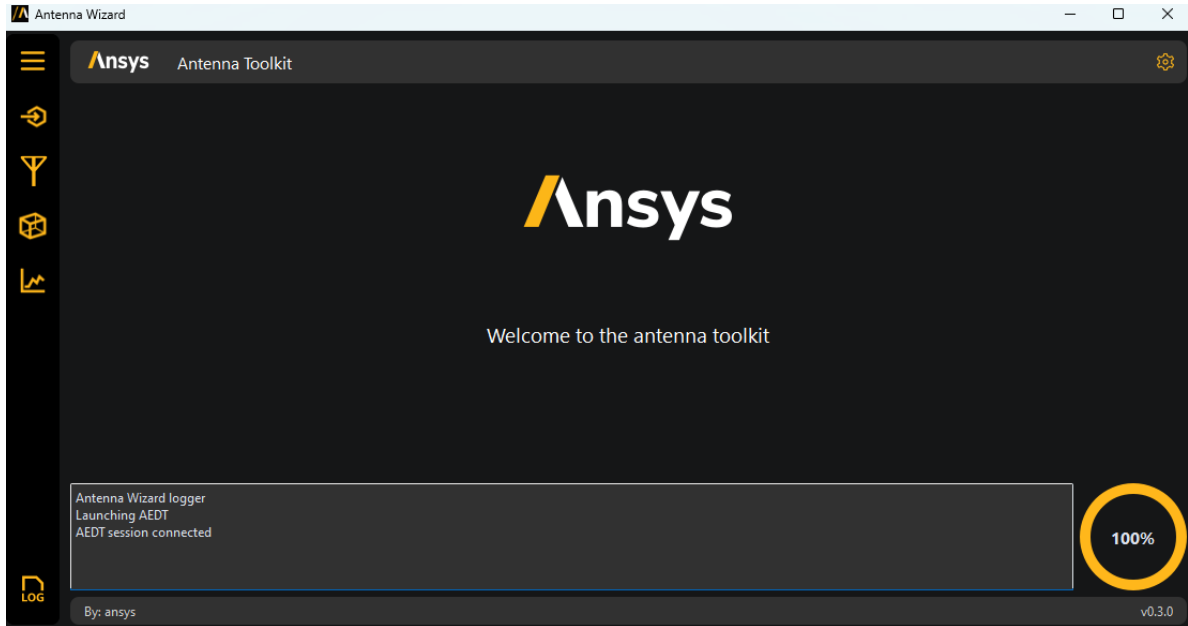 Antenna Wizard
Ansys Antenna Toolkit
Ansys
Welcome to the antenna toolkit
Antenna Wizard logger
Launching AEDT
AEDT session connected
100%
LOG
By: ansys v0.3.0